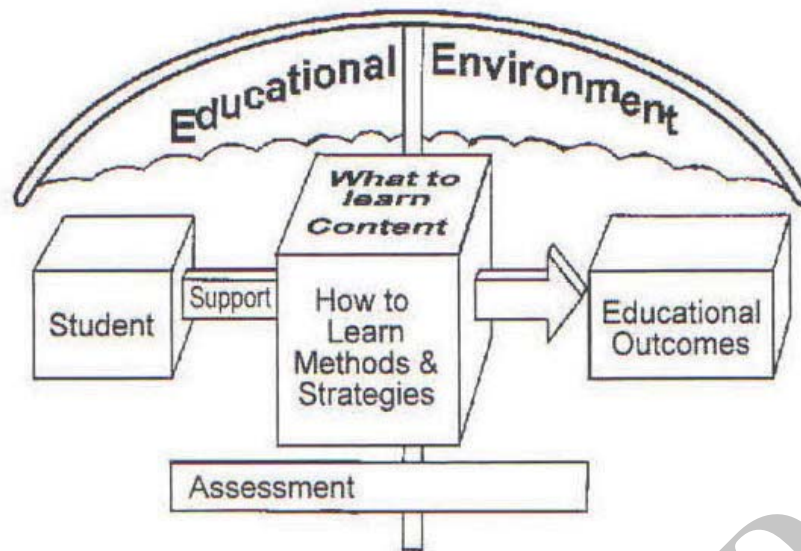 Educational Environment
What to
learn
Content
Student
Support
How to
Learn
Methods &
Strategies
Educational
Outcomes
Assessment